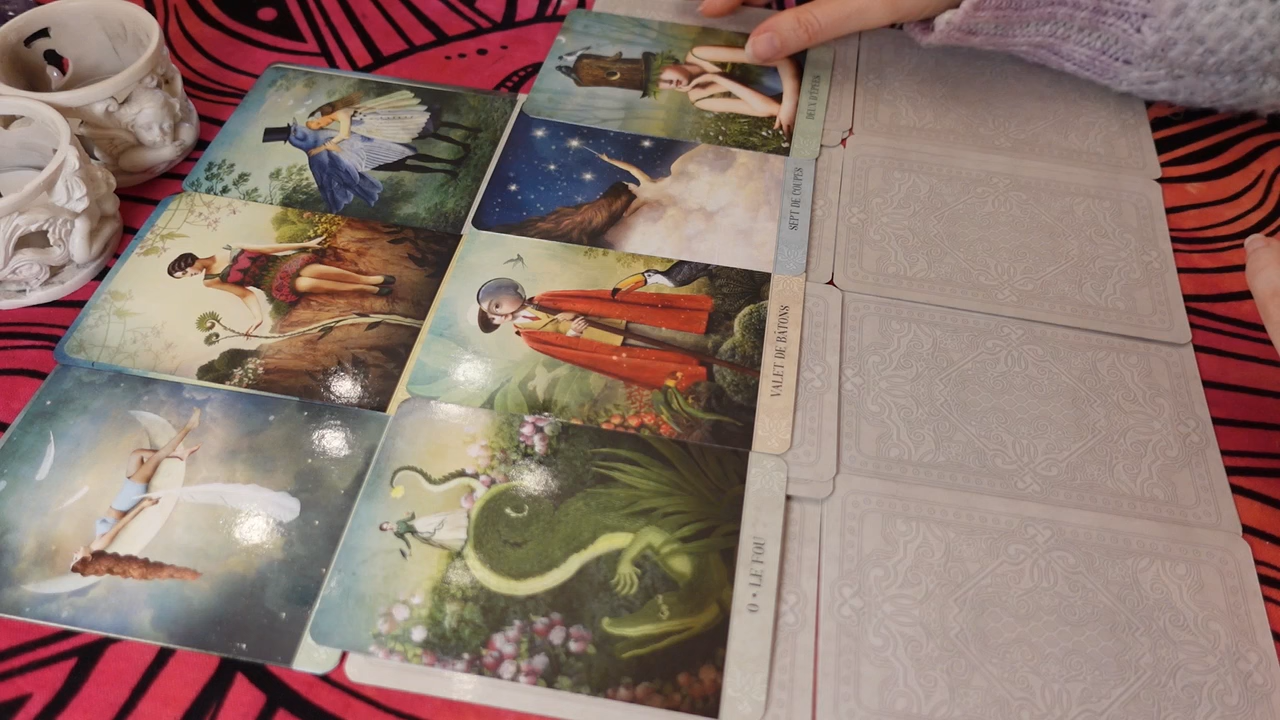 DEUX D'ÉPÉES
SEPT DE COUPES
VALET DE BÂTONS
0 • LE FOU